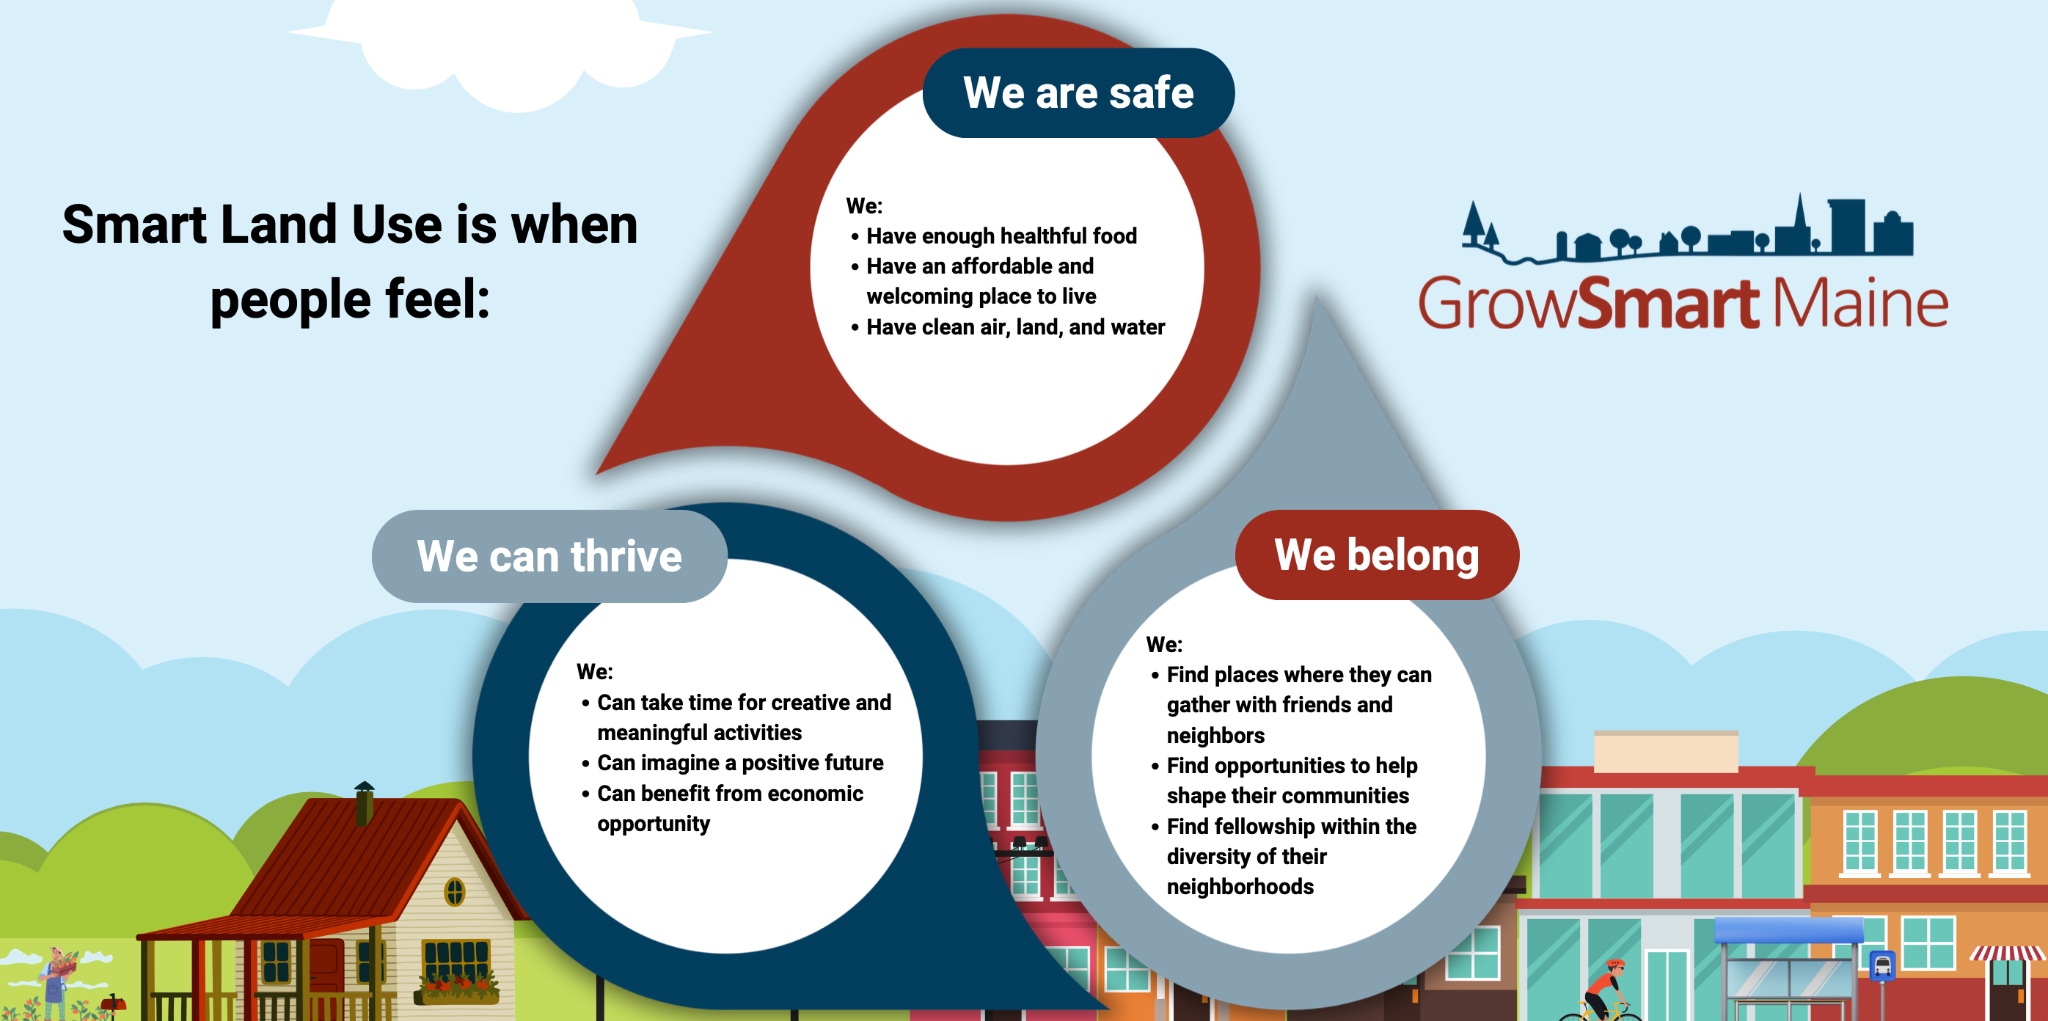 Smart Land Use is when
people feel:
We are safe
We:
• Have enough healthful food
• Have an affordable and
welcoming place to live
• Have clean air, land, and water
GrowSmart Maine
We can thrive
We:
• Can take time for creative and
meaningful activities
• Can imagine a positive future
• Can benefit from economic
opportunity
We belong
We:
• Find places where they can
gather with friends and
neighbors
• Find opportunities to help
shape their communities
• Find fellowship within the
diversity of their
neighborhoods